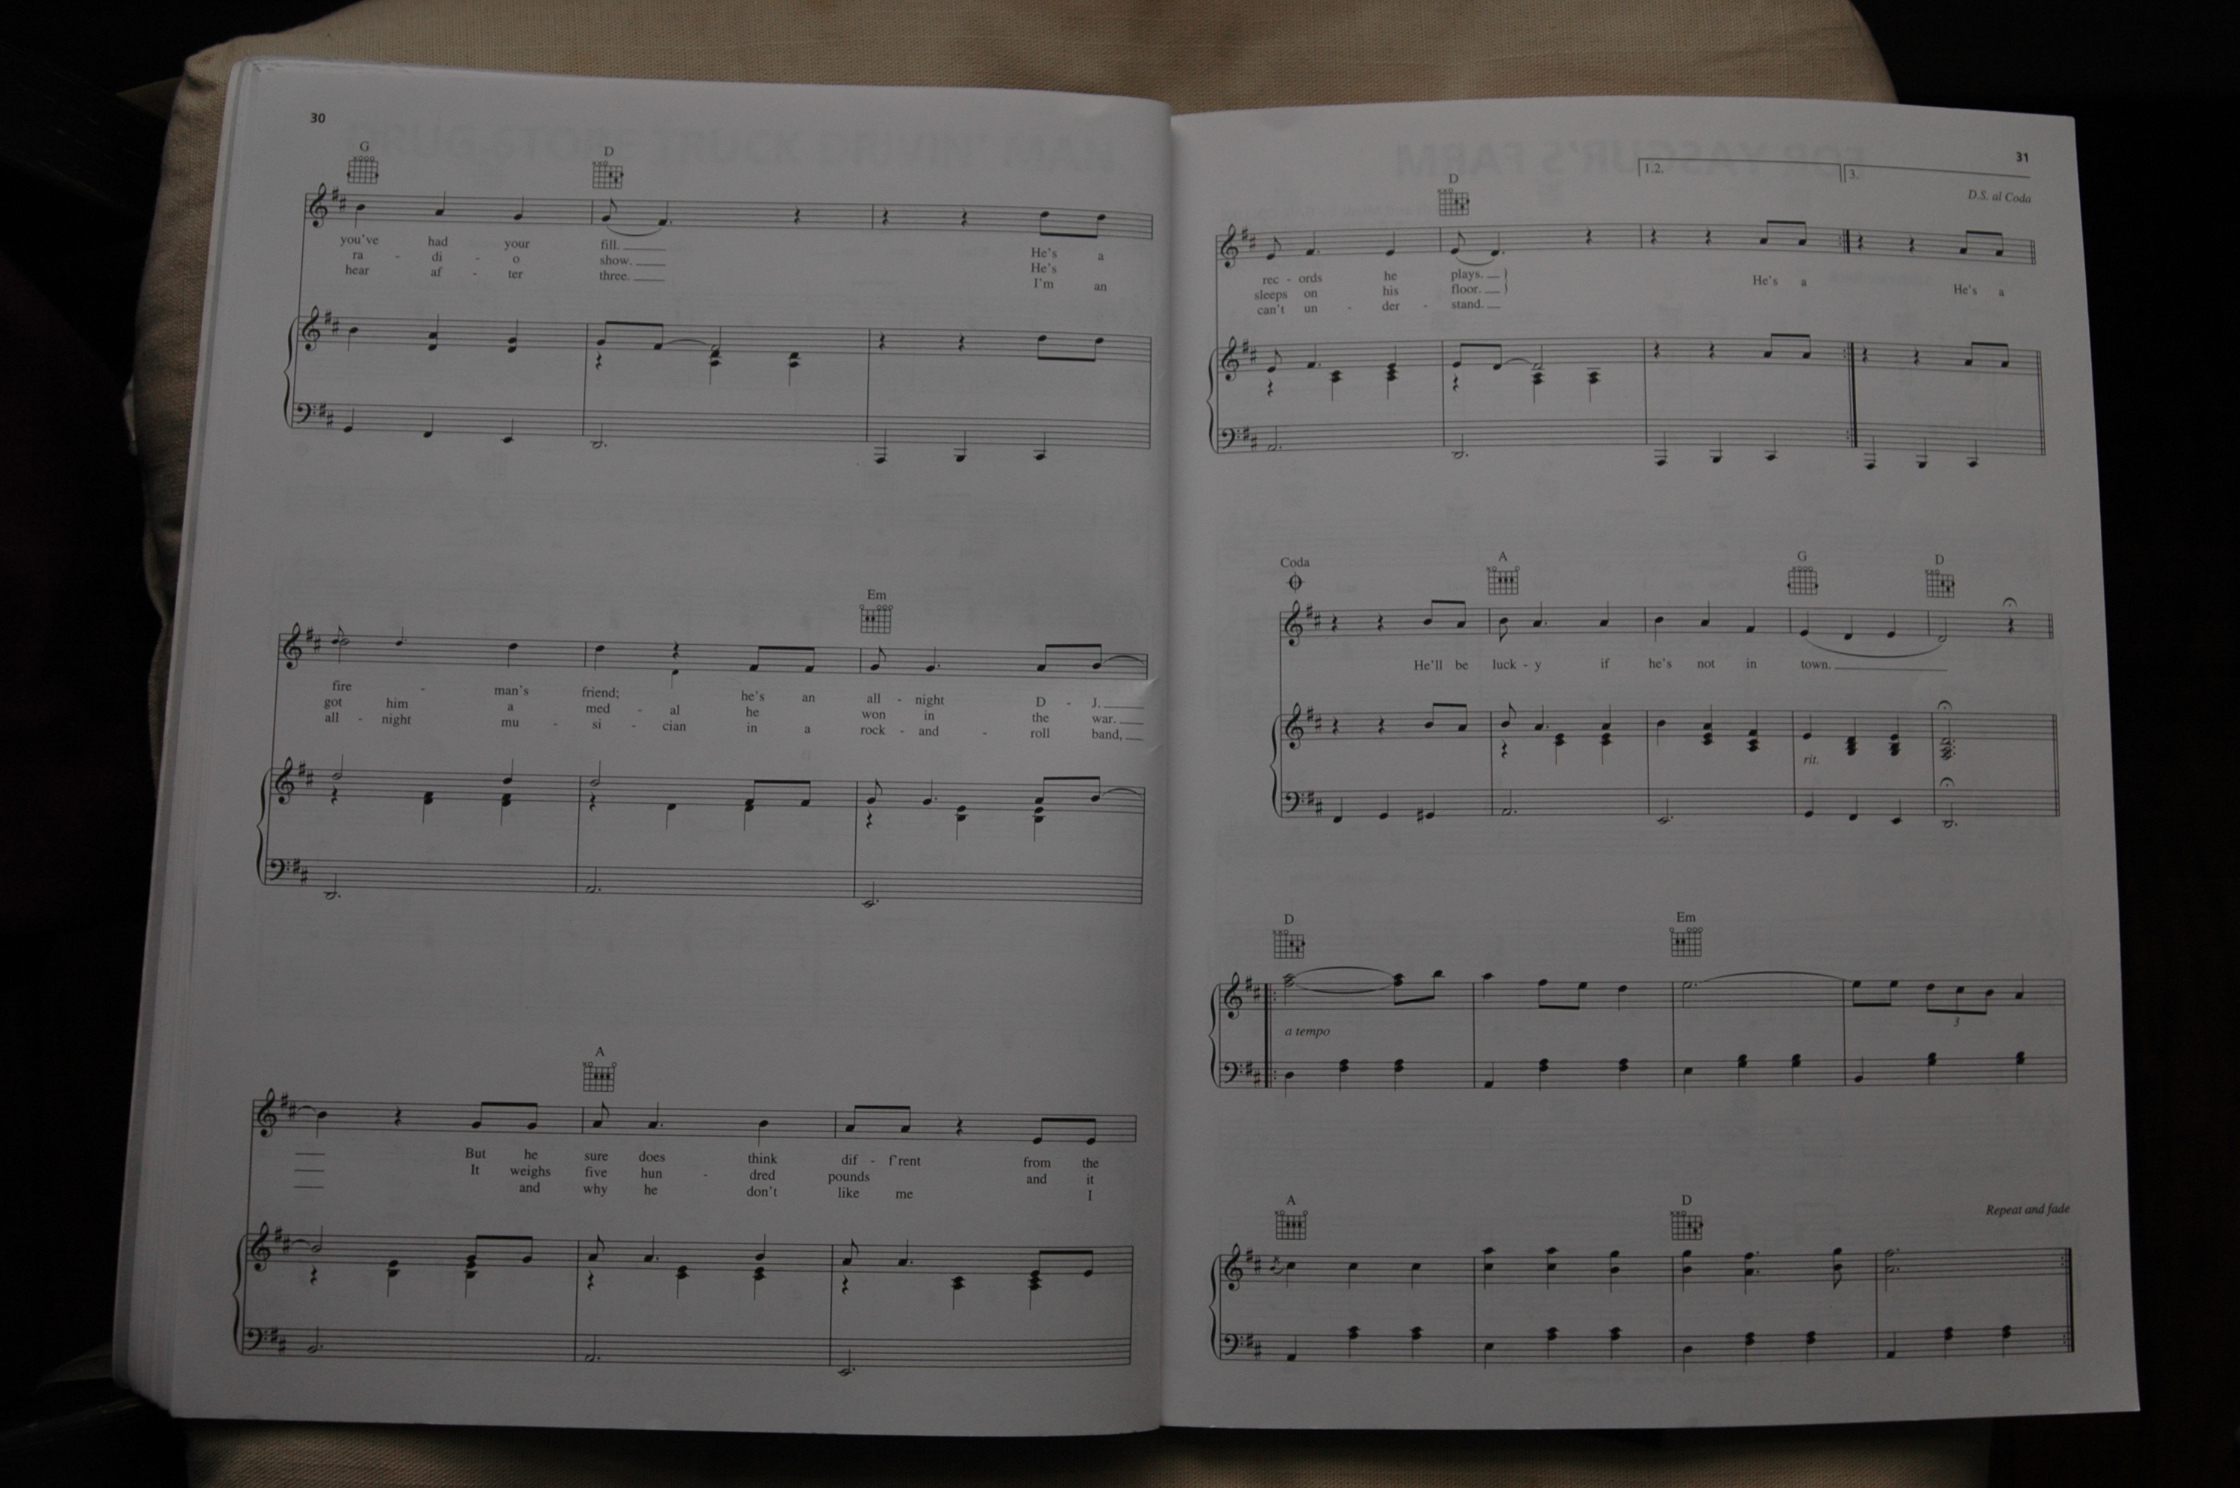 30
G D
you've had your fill. He's a
ra - di - o show. He's
hear af - ter three. I'm an
Em
fire - man's friend; he's an all - night D - J.
got him a med - al he won in the war.
all - night mu - si - cian in a rock - and - roll band,
A
But he sure does think dif - f'rent from the
It weighs five hun - dred pounds and it
and why he don't like me I
31
1.2. 3.
D.S. al Coda
D
rec - ords he plays. He's a He's a
sleeps on his floor.
can't un - der - stand.
Coda
A G D
He'll be luck - y if he's not in town.
rit.
D Em
a tempo
3
A D
Repeat and fade